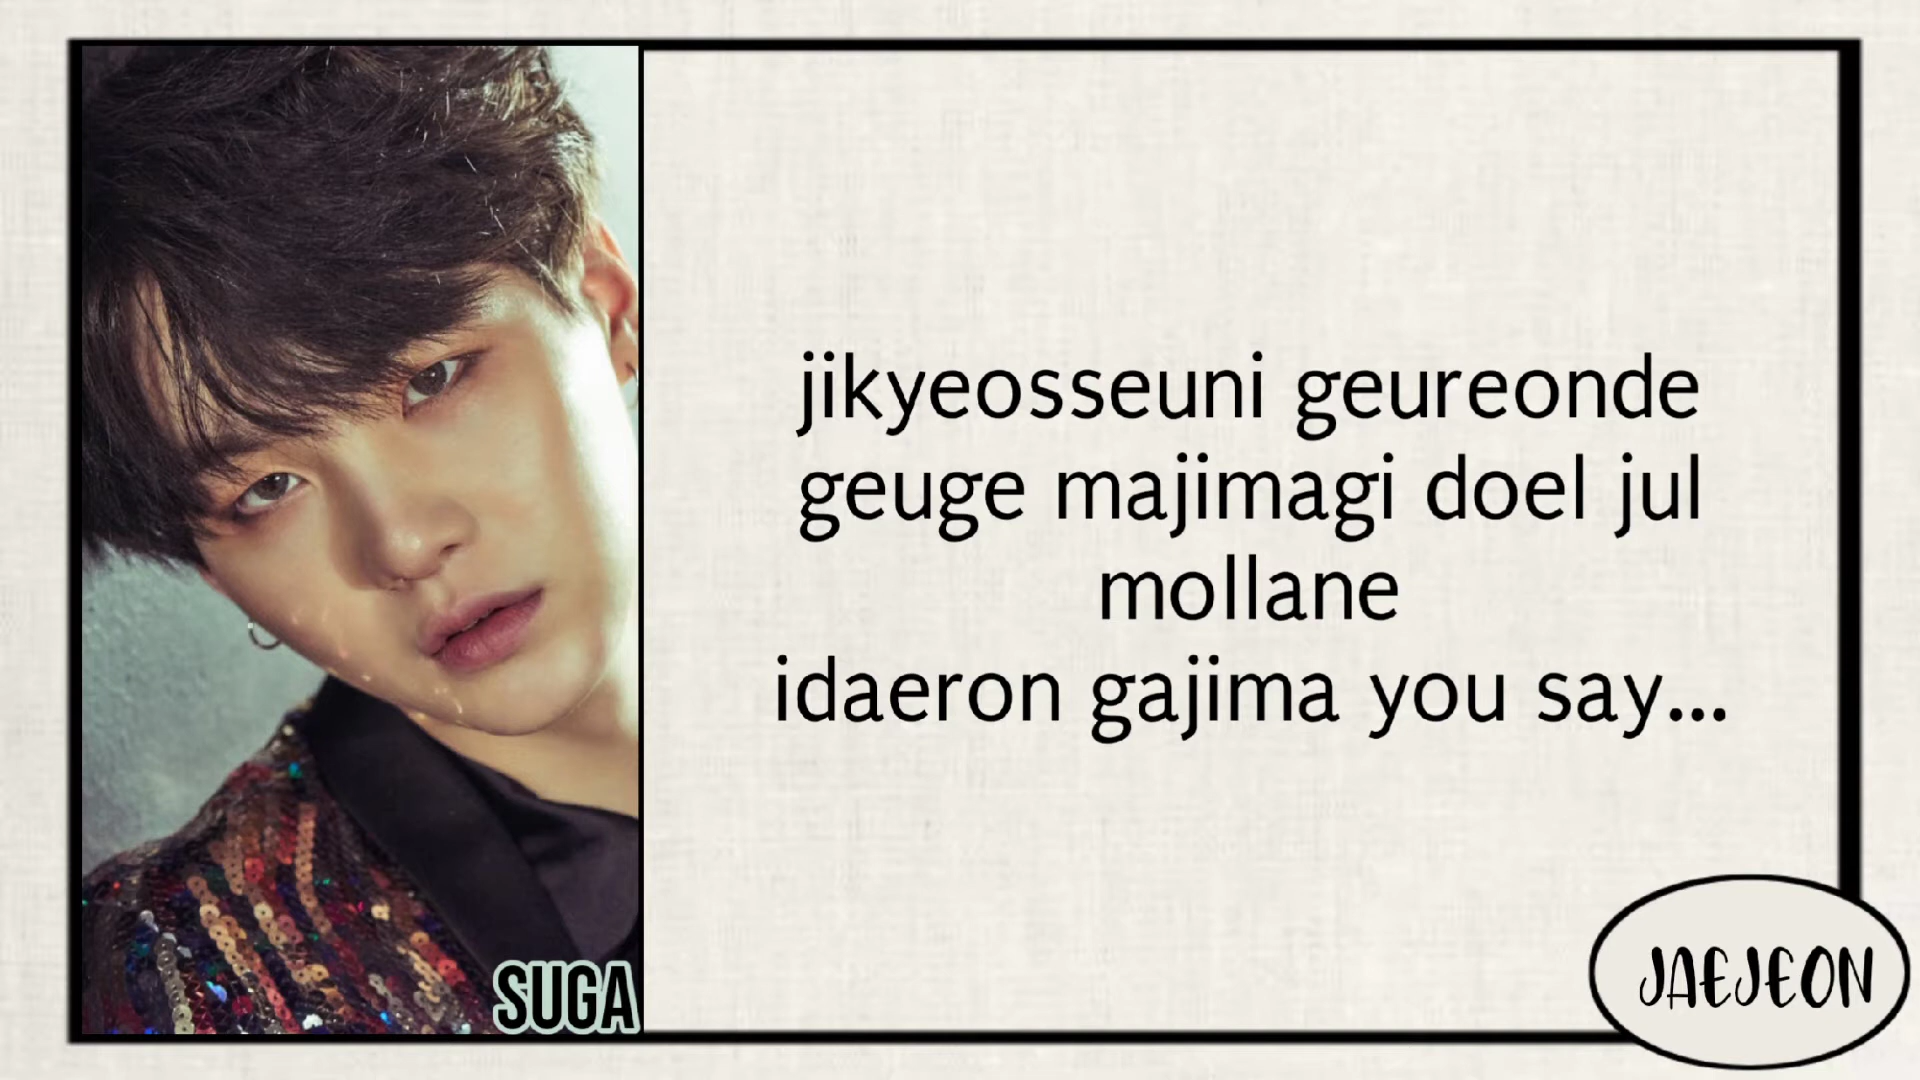 jikyeosseuni geureonde
geuge majimagi doel jul
mollane
idaeron gajima you say...
SUGA
JAEJEON